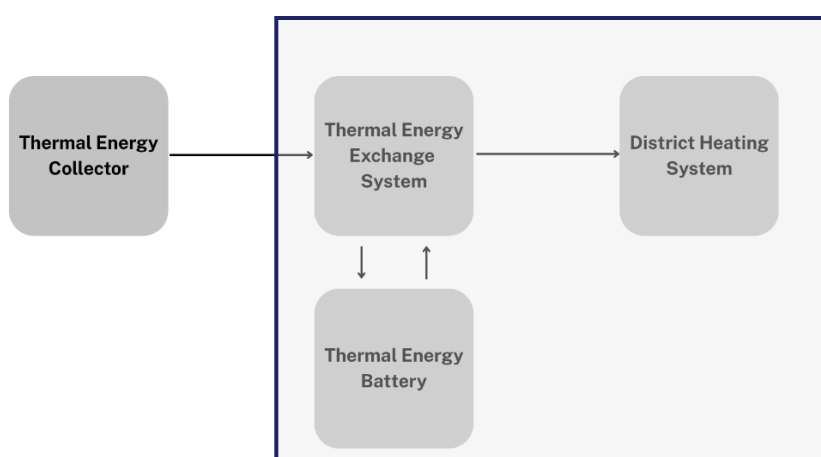 Thermal Energy
Collector
Thermal Energy
Exchange
System
District Heating
System
Thermal Energy
Battery